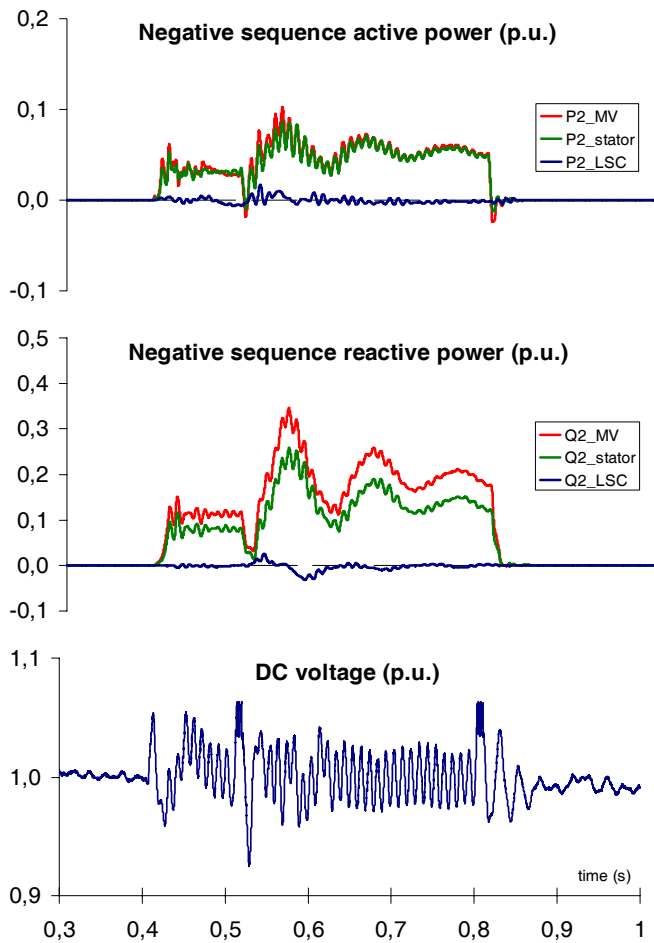 Negative sequence active power (p.u.)
0,2
0,1
0,0
-0,1
P2_MV
P2_stator
P2_LSC
Negative sequence reactive power (p.u.)
0,5
0,4
0,3
0,2
0,1
0,0
-0,1
Q2_MV
Q2_stator
Q2_LSC
DC voltage (p.u.)
1,1
1,0
0,9
time (s)
0,3 0,4 0,5 0,6 0,7 0,8 0,9 1